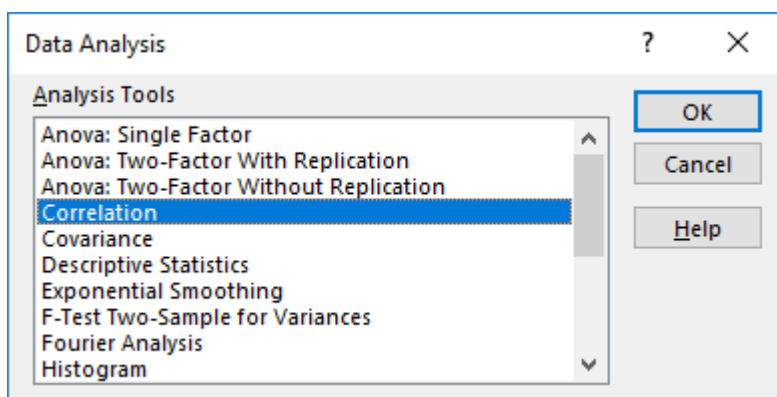 Data Analysis ? ×
Analysis Tools
Anova: Single Factor
Anova: Two-Factor With Replication
Anova: Two-Factor Without Replication
Correlation
Covariance
Descriptive Statistics
Exponential Smoothing
F-Test Two-Sample for Variances
Fourier Analysis
Histogram
OK
Cancel
Help